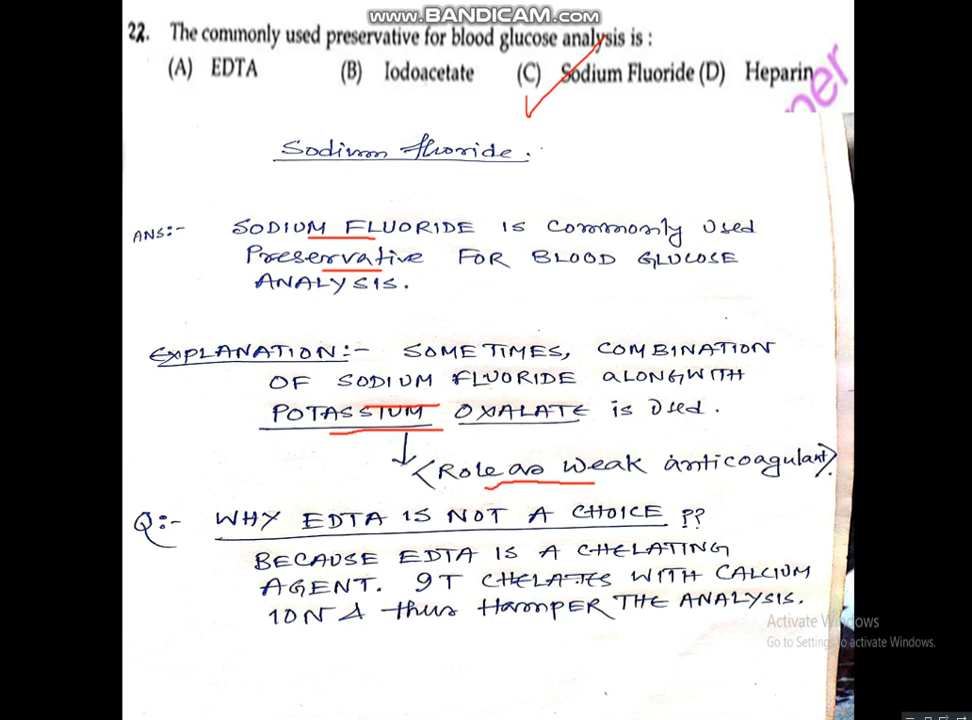 www.BANDICAM.com
22. The commonly used preservative for blood glucose analysis is :
(A) EDTA (B) Iodoacetate (C) Sodium Fluoride (D) Heparin
ner
Sodium fluoride.
ANS:- SODIUM FLUORIDE is commonly used
Preservative FOR BLOOD GLUCOSE
ANALYSIS.
EXPLANATION:- SOMETIMES, COMBINATION
OF SODIUM FLUORIDE ALONGWITH
POTASSIUM OXALATE is used.
(Role as weak anticoagulant)
Q:- WHY EDTA IS NOT A CHOICE ??
BECAUSE EDTA IS A CHELATING
AGENT. IT CHELATES WITH CALCIUM
ION & thus HampER THE ANALYSIS.
Activate Windows
Go to Settings to activate Windows.